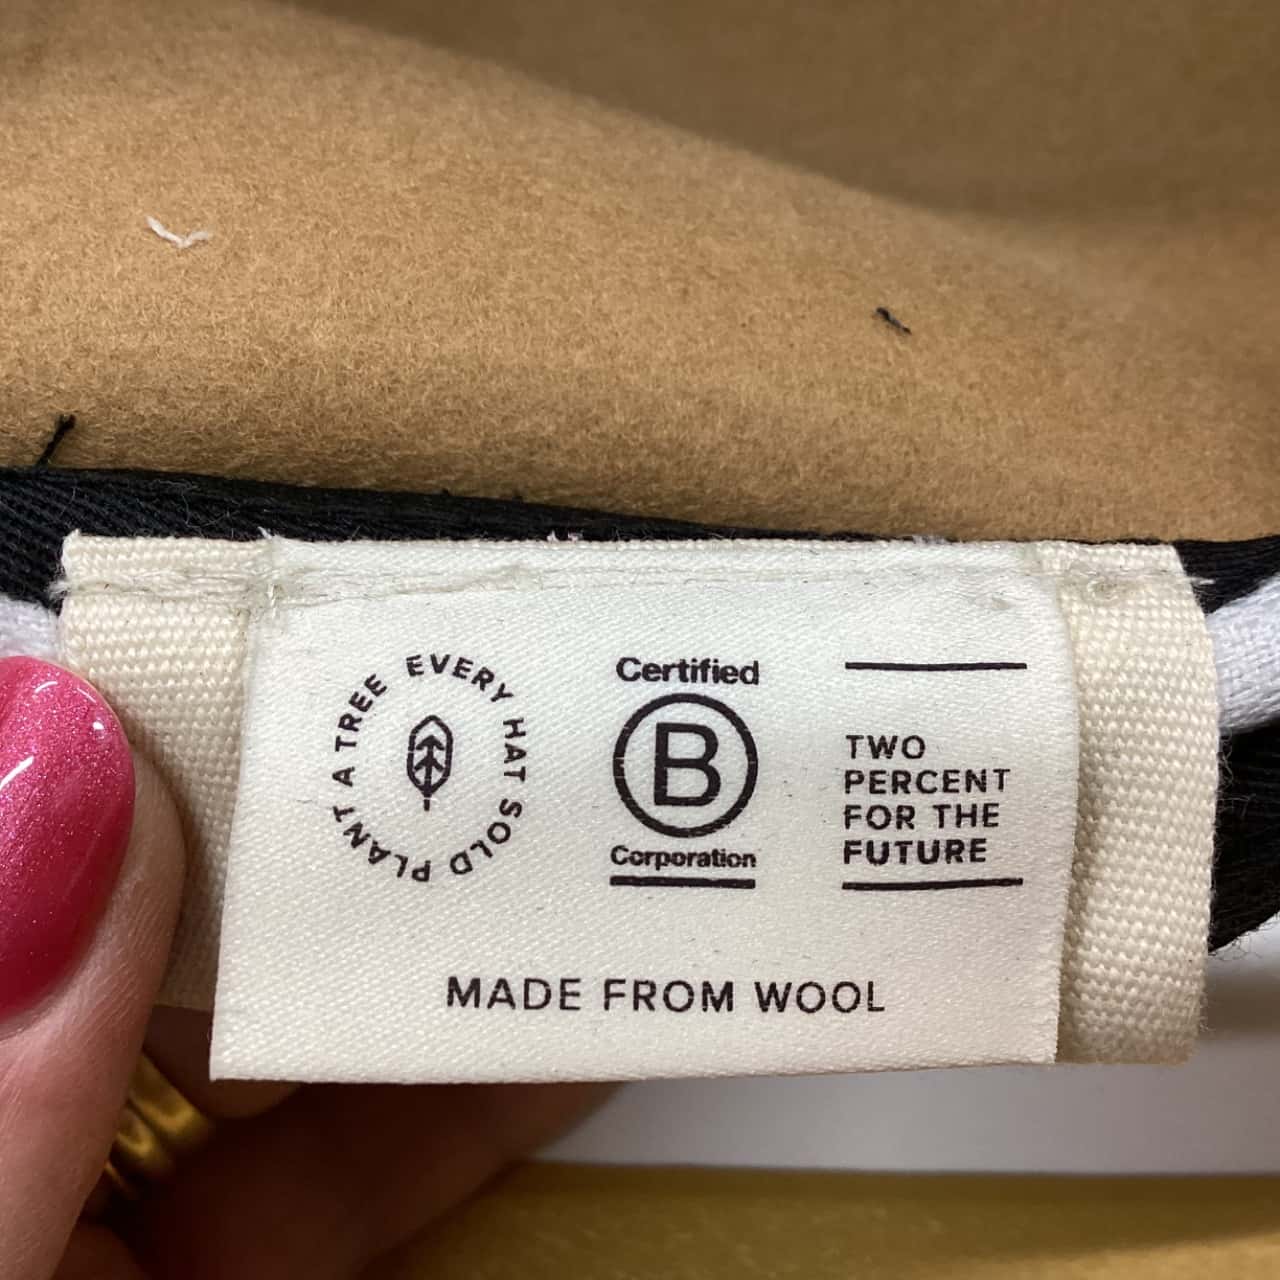 EVERY HAT SOLD PLANT A TREE
Certified
B
Corporation
TWO
PERCENT
FOR THE
FUTURE
MADE FROM WOOL